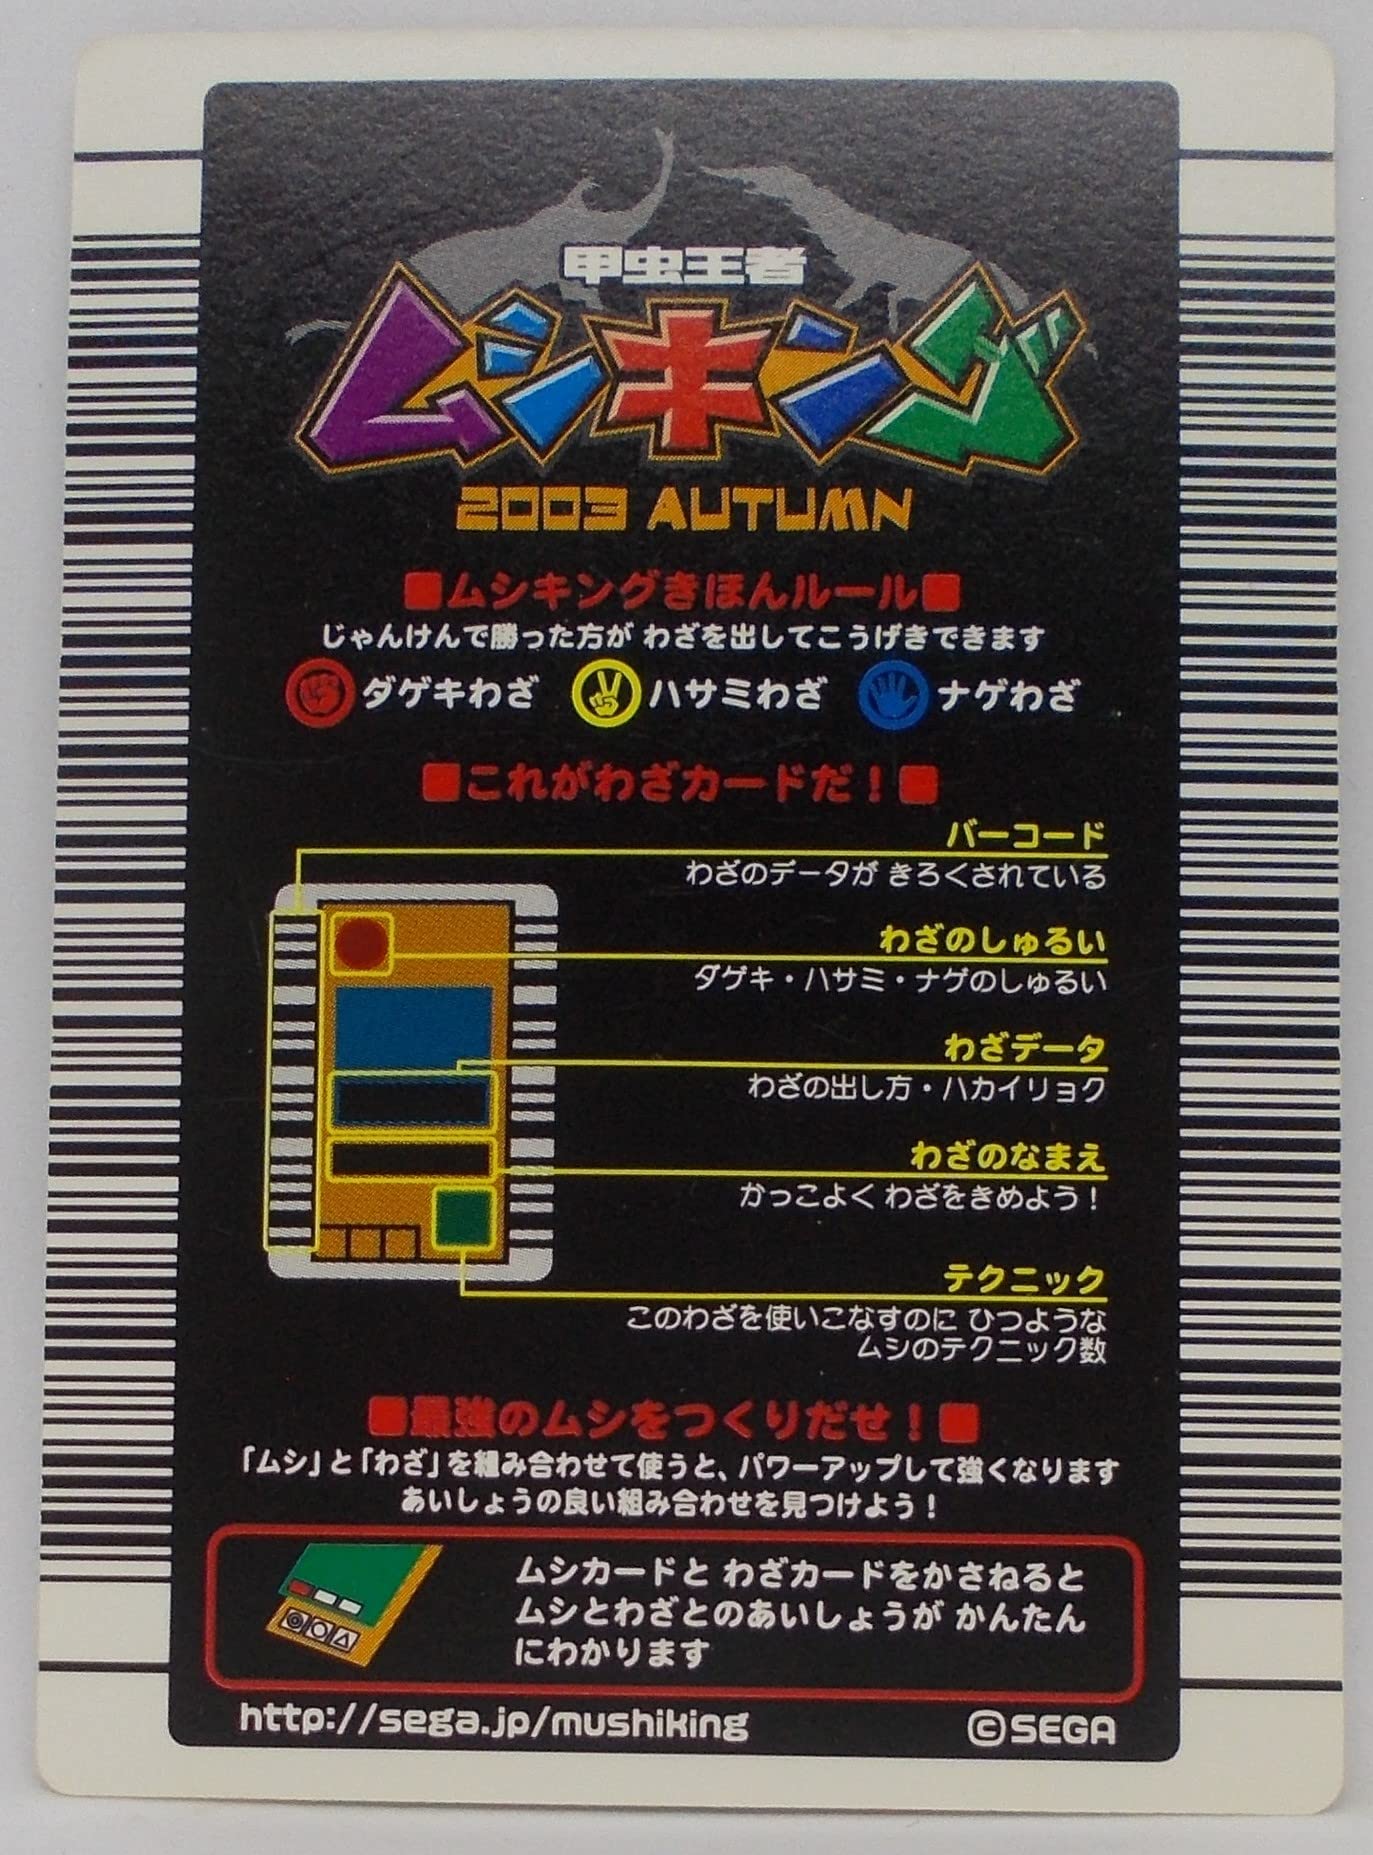 甲虫王者
ムシキング
2003 AUTUMN
■ムシキングきほんルール■
じゃんけんで勝った方が わざを出してこうげきできます
ダゲキわざ ハサミわざ ナゲわざ
■これがわざカードだ！■
バーコード
わざのデータが きろくされている
わざのしゅるい
ダゲキ・ハサミ・ナゲのしゅるい
わざデータ
わざの出し方・ハカイリョク
わざのなまえ
かっこよく わざをきめよう！
テクニック
このわざを使いこなすのに ひつような
ムシのテクニック数
■最強のムシをつくりだせ！■
「ムシ」と「わざ」を組み合わせて使うと、パワーアップして強くなります
あいしょうの良い組み合わせを見つけよう！
ムシカードと わざカードをかさねると
ムシとわざとのあいしょうが かんたん
にわかります
◎○△
http://sega.jp/mushiking ©SEGA